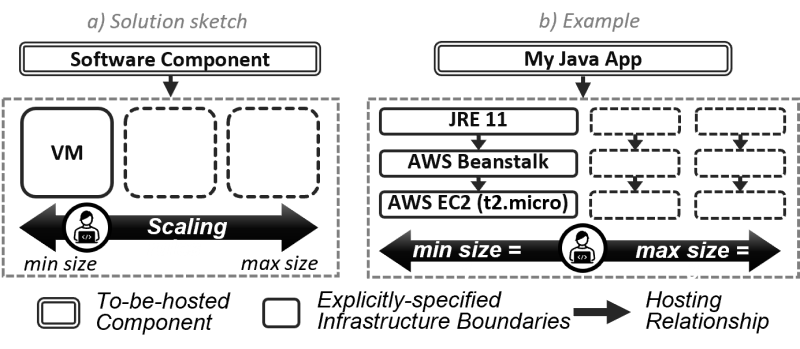 a) Solution sketch
Software Component
VM
Scaling
min size
max size
b) Example
My Java App
JRE 11
AWS Beanstalk
AWS EC2 (t2.micro)
min size =
max size =
To-be-hosted
Component
Explicitly-specified
Infrastructure Boundaries
Hosting
Relationship